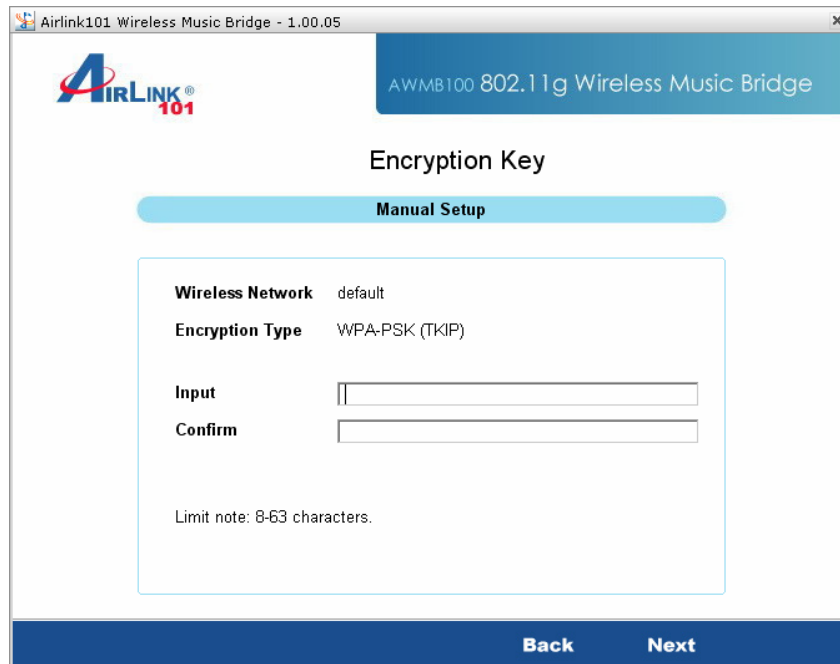 Airlink101 Wireless Music Bridge - 1.00.05
AIRLINK® 101
AWMB100 802.11g Wireless Music Bridge
Encryption Key
Manual Setup
Wireless Network default
Encryption Type WPA-PSK (TKIP)
Input
Confirm
Limit note: 8-63 characters.
Back Next